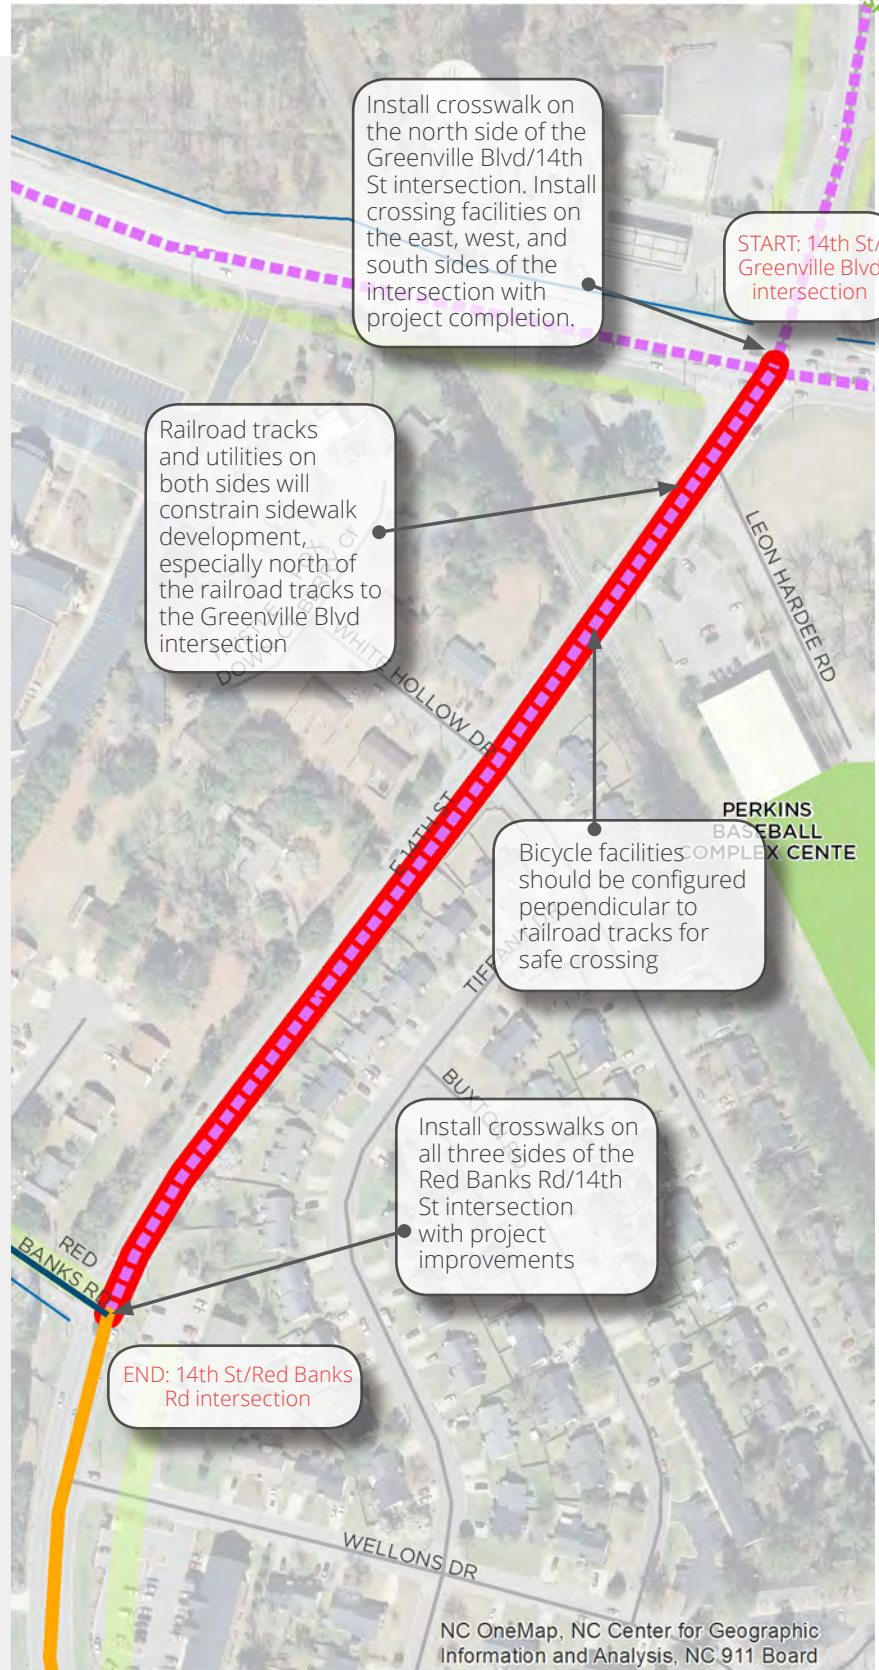 Install crosswalk on
the north side of the
Greenville Blvd/14th
St intersection. Install
crossing facilities on
the east, west, and
south sides of the
intersection with
project completion.
START: 14th St/
Greenville Blvd
intersection
Railroad tracks
and utilities on
both sides will
constrain sidewalk
development,
especially north of
the railroad tracks to
the Greenville Blvd
intersection
LEON HARDEE RD
WHITE HOLLOW DR
E 14TH ST
PERKINS
BASEBALL
COMPLEX CENTE
Bicycle facilities
should be configured
perpendicular to
railroad tracks for
safe crossing
BUXTON RD
Install crosswalks on
all three sides of the
Red Banks Rd/14th
St intersection
with project
improvements
RED
BANKS RD
END: 14th St/Red Banks
Rd intersection
WELLONS DR
NC OneMap, NC Center for Geographic
Information and Analysis, NC 911 Board